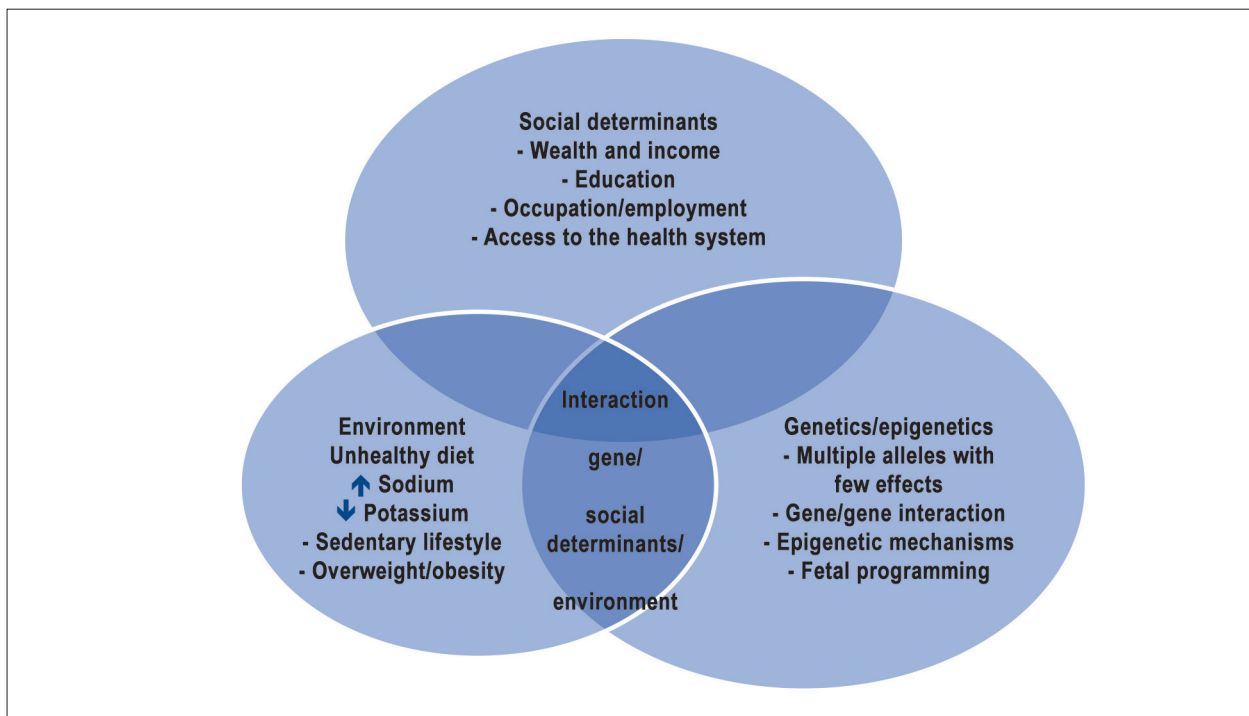 Social determinants
- Wealth and income
- Education
- Occupation/employment
- Access to the health system
Environment
Unhealthy diet
↑ Sodium
↓ Potassium
- Sedentary lifestyle
- Overweight/obesity
Interaction
gene/
social
determinants/
environment
Genetics/epigenetics
- Multiple alleles with
few effects
- Gene/gene interaction
- Epigenetic mechanisms
- Fetal programming